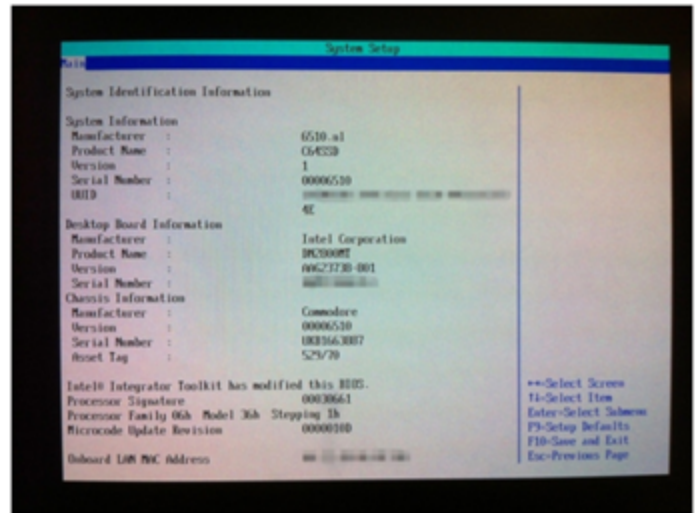 System Setup
Main
System Identification Information
System Information
Manufacturer : 6510.nl
Product Name : C64SSD
Version : 1
Serial Number : 00006510
UUID :
4E
Desktop Board Information
Manufacturer : Intel Corporation
Product Name : DN2800MT
Version : AAG23738-801
Serial Number :
Chassis Information
Manufacturer : Commodore
Version : 00006510
Serial Number : UKB1663887
Asset Tag : 529/70
Intel® Integrator Toolkit has modified this BIOS.
Processor Signature 00030661
Processor Family 06h Model 36h Stepping 1h
Microcode Update Revision 0000010D
Onboard LAN MAC Address
↔-Select Screen
↑↓-Select Item
Enter-Select Submenu
F9-Setup Defaults
F10-Save and Exit
Esc-Previous Page